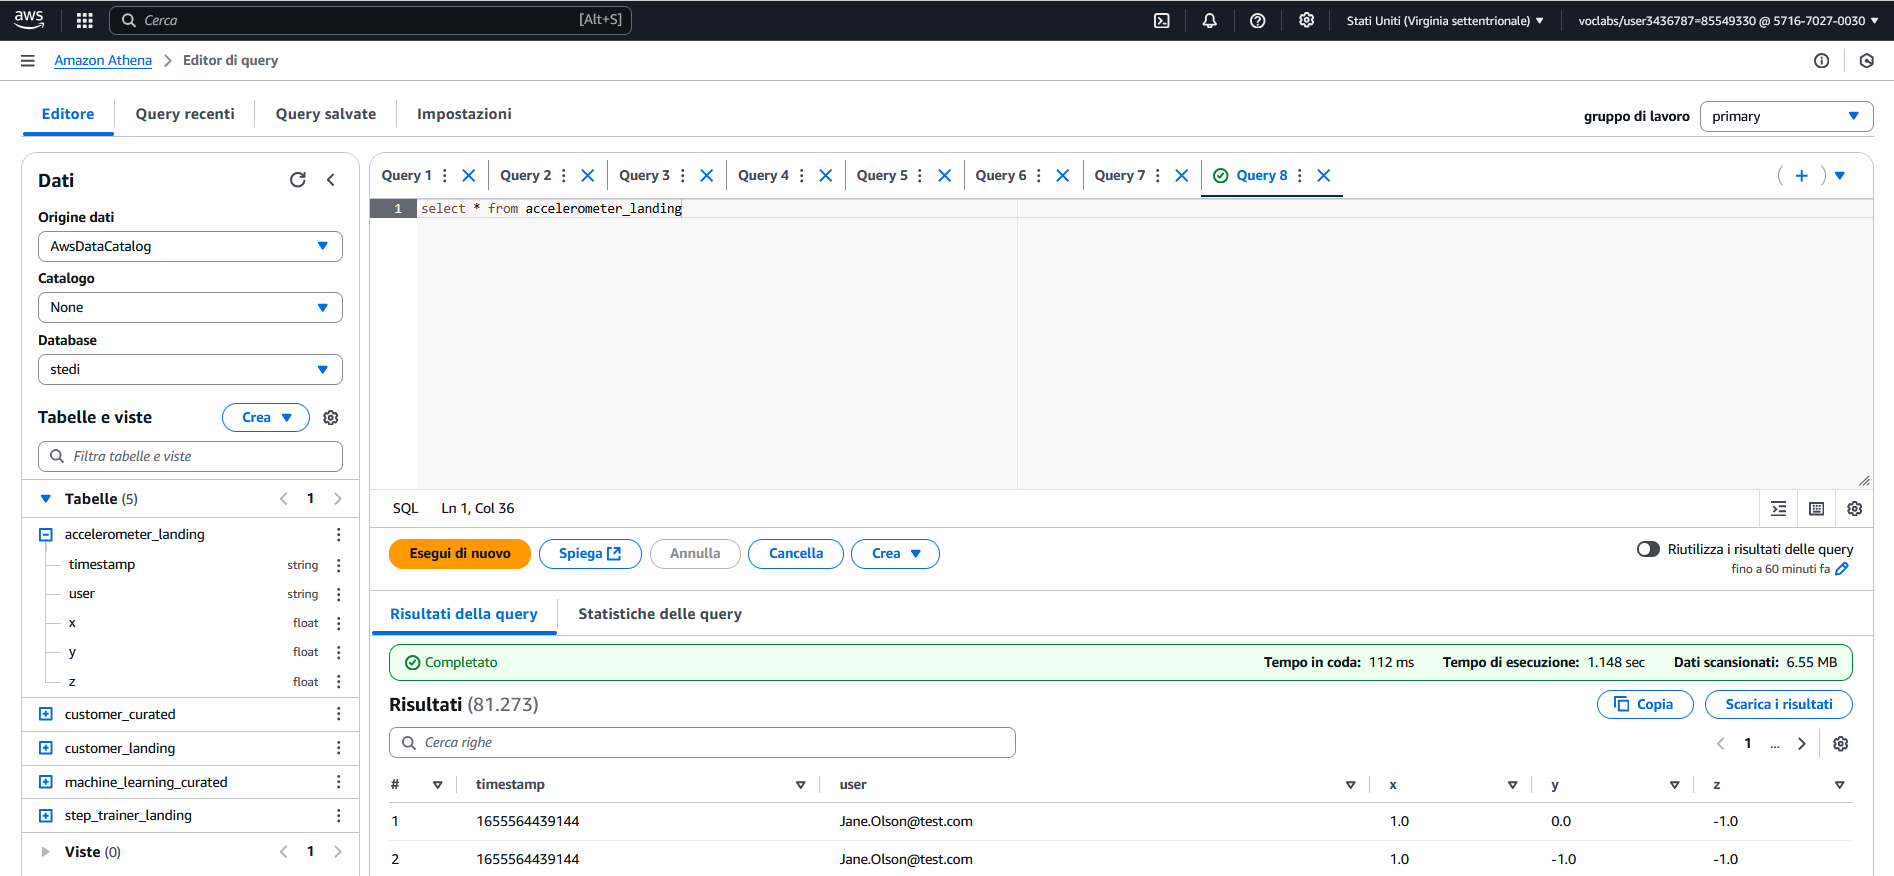 aws Cerca [Alt+S] Stati Uniti (Virginia settentrionale) voclabs/user3436787=85549330 @ 5716-7027-0030
Amazon Athena Editor di query
Editore Query recenti Query salvate Impostazioni
gruppo di lavoro primary
Dati
Origine dati
AwsDataCatalog
Catalogo
None
Database
stedi
Tabelle e viste Crea
Filtra tabelle e viste
Tabelle (5) 1
accelerometer_landing
timestamp string
user string
x float
y float
z float
customer_curated
customer_landing
machine_learning_curated
step_trainer_landing
Viste (0) 1
Query 1 Query 2 Query 3 Query 4 Query 5 Query 6 Query 7 Query 8
1 select * from accelerometer_landing
SQL Ln 1, Col 36
Esegui di nuovo Spiega Annulla Cancella Crea
Riutilizza i risultati delle query
fino a 60 minuti fa
Risultati della query Statistiche delle query
Completato Tempo in coda: 112 ms Tempo di esecuzione: 1.148 sec Dati scansionati: 6.55 MB
Risultati (81.273) Copia Scarica i risultati
Cerca righe 1 ...
# timestamp user x y z
1 1655564439144 Jane.Olson@test.com 1.0 0.0 -1.0
2 1655564439144 Jane.Olson@test.com 1.0 -1.0 -1.0